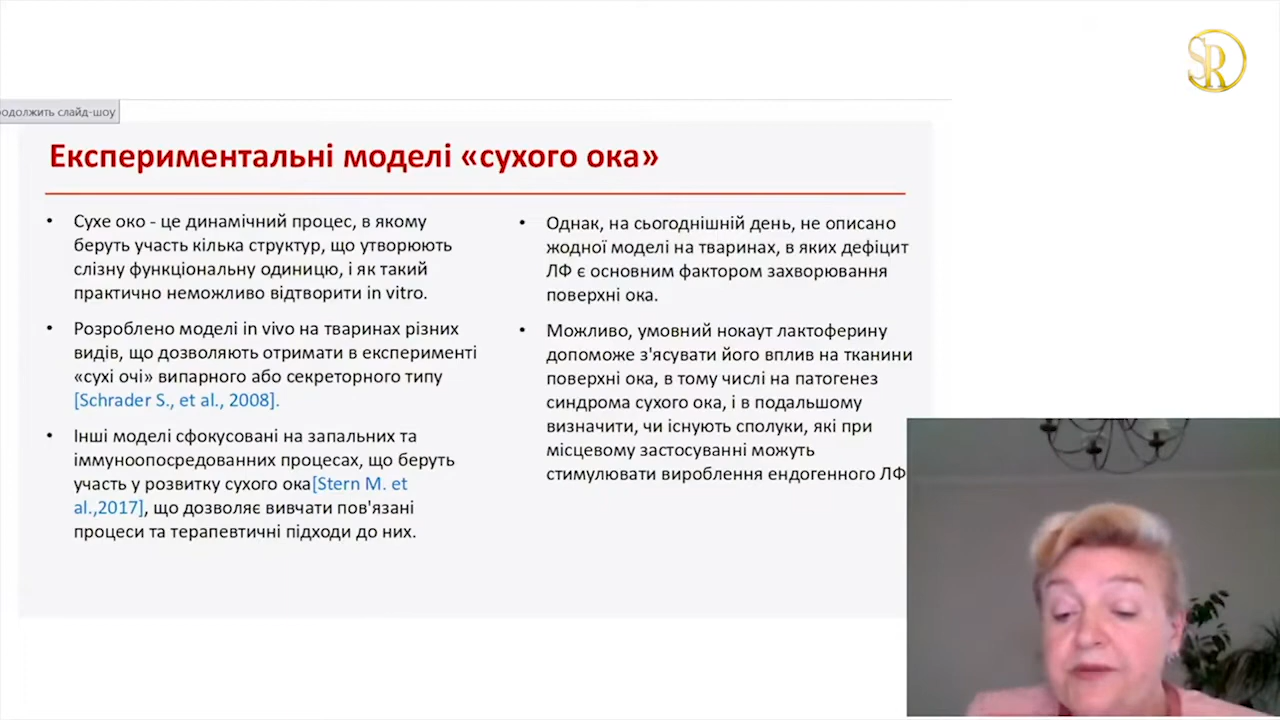 SR
родолжить слайд-шоу
Експериментальні моделі «сухого ока»
• Сухе око - це динамічний процес, в якому
беруть участь кілька структур, що утворюють
слізну функціональну одиницю, і як такий
практично неможливо відтворити in vitro.
• Розроблено моделі in vivo на тваринах різних
видів, що дозволяють отримати в експерименті
«сухі очі» випарного або секреторного типу
[Schrader S., et al., 2008].
• Інші моделі сфокусовані на запальних та
іммуноопосредованних процесах, що беруть
участь у розвитку сухого ока[Stern M. et
al.,2017], що дозволяє вивчати пов'язані
процеси та терапевтичні підходи до них.
• Однак, на сьогоднішній день, не описано
жодної моделі на тваринах, в яких дефіцит
ЛФ є основним фактором захворювання
поверхні ока.
• Можливо, умовний нокаут лактоферину
допоможе з'ясувати його вплив на тканини
поверхні ока, в тому числі на патогенез
синдрома сухого ока, і в подальшому
визначити, чи існують сполуки, які при
місцевому застосуванні можуть
стимулювати вироблення ендогенного ЛФ